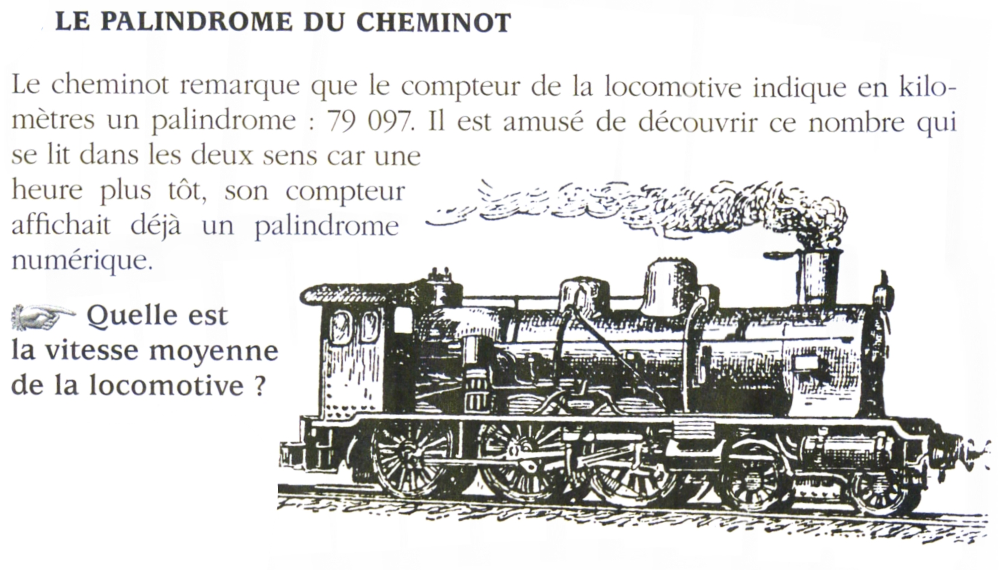 LE PALINDROME DU CHEMINOT
Le cheminot remarque que le compteur de la locomotive indique en kilo-
mètres un palindrome : 79 097. Il est amusé de découvrir ce nombre qui
se lit dans les deux sens car une
heure plus tôt, son compteur
affichait déjà un palindrome
numérique.
Quelle est
la vitesse moyenne
de la locomotive ?